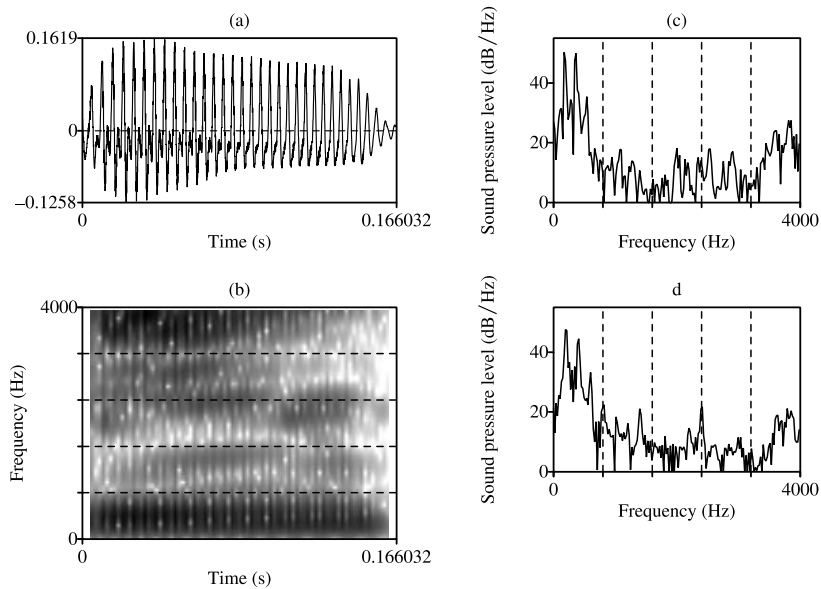 (a)
0.1619
0
–0.1258
0
0.166032
Time (s)
(b)
4000
Frequency (Hz)
0
0
0.166032
Time (s)
(c)
Sound pressure level (dB/Hz)
40
20
0
0
4000
Frequency (Hz)
d
Sound pressure level (dB/Hz)
40
20
0
0
4000
Frequency (Hz)